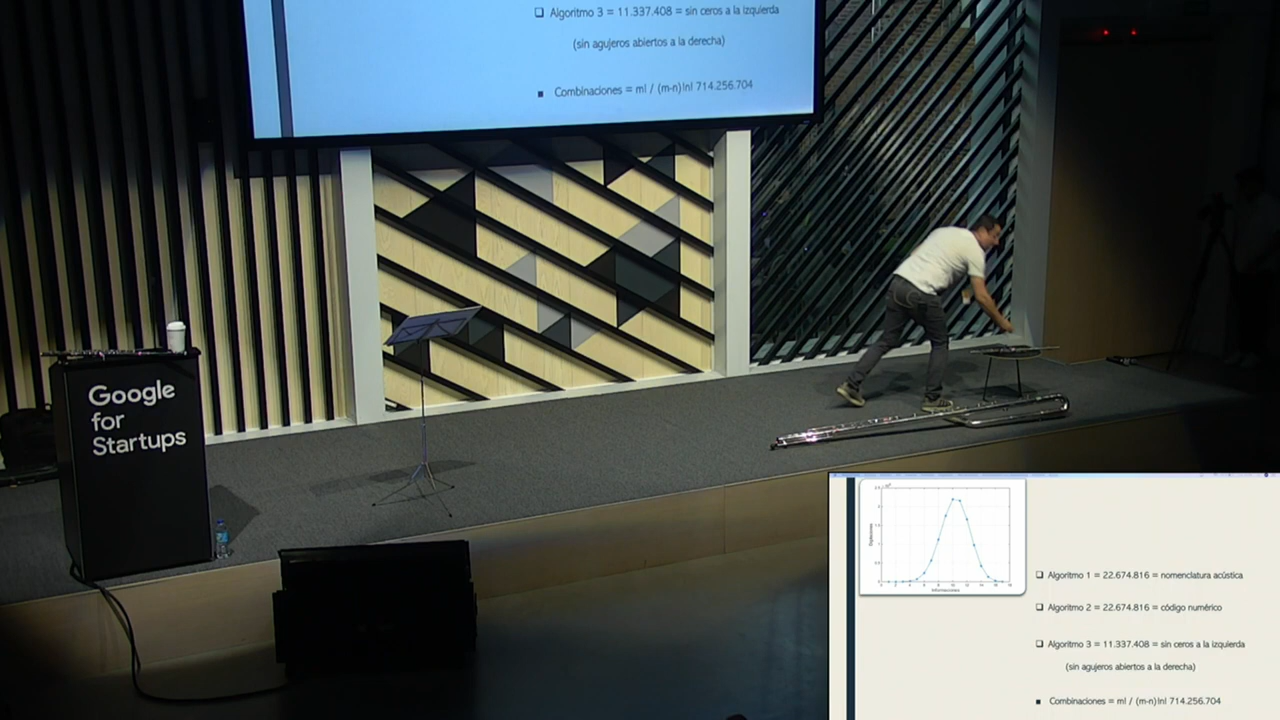 ❑ Algoritmo 3 = 11.337.408 = sin ceros a la izquierda
(sin agujeros abiertos a la derecha)
▪ Combinaciones = m! / (m-n)!n! 714.256.704
Google
for
Startups
❑ Algoritmo 1 = 22.674.816 = nomenclatura acústica
❑ Algoritmo 2 = 22.674.816 = código numérico
❑ Algoritmo 3 = 11.337.408 = sin ceros a la izquierda
(sin agujeros abiertos a la derecha)
▪ Combinaciones = m! / (m-n)!n! 714.256.704